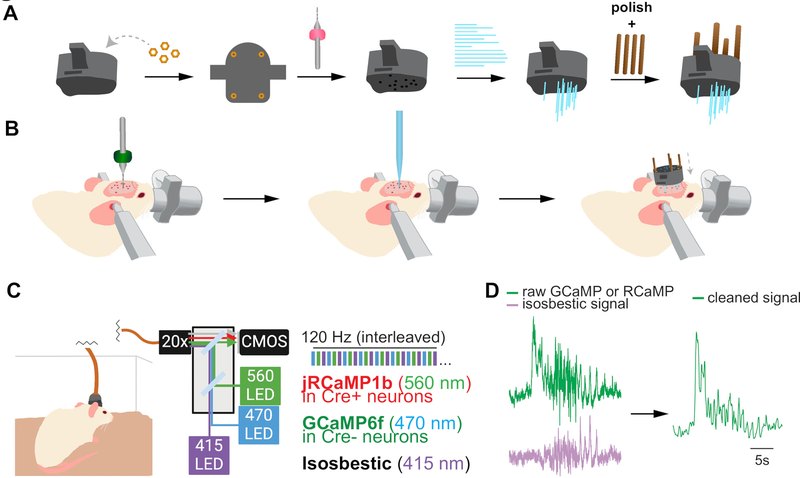 A
polish
+
B
C
20x
CMOS
560
LED
470
LED
415
LED
120 Hz (interleaved)
...
jRCaMP1b (560 nm)
in Cre+ neurons
GCaMP6f (470 nm)
in Cre- neurons
Isosbestic (415 nm)
D
raw GCaMP or RCaMP
isosbestic signal
cleaned signal
5s